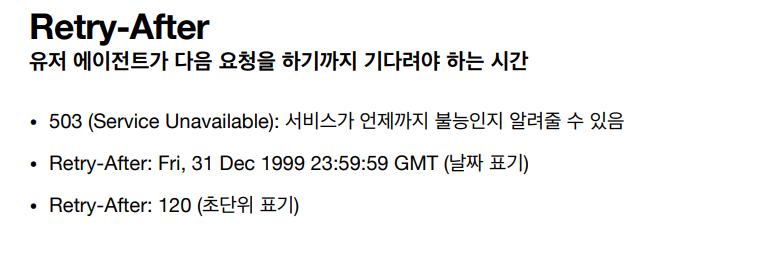 Retry-After
유저 에이전트가 다음 요청을 하기까지 기다려야 하는 시간
• 503 (Service Unavailable): 서비스가 언제까지 불능인지 알려줄 수 있음
• Retry-After: Fri, 31 Dec 1999 23:59:59 GMT (날짜 표기)
• Retry-After: 120 (초단위 표기)